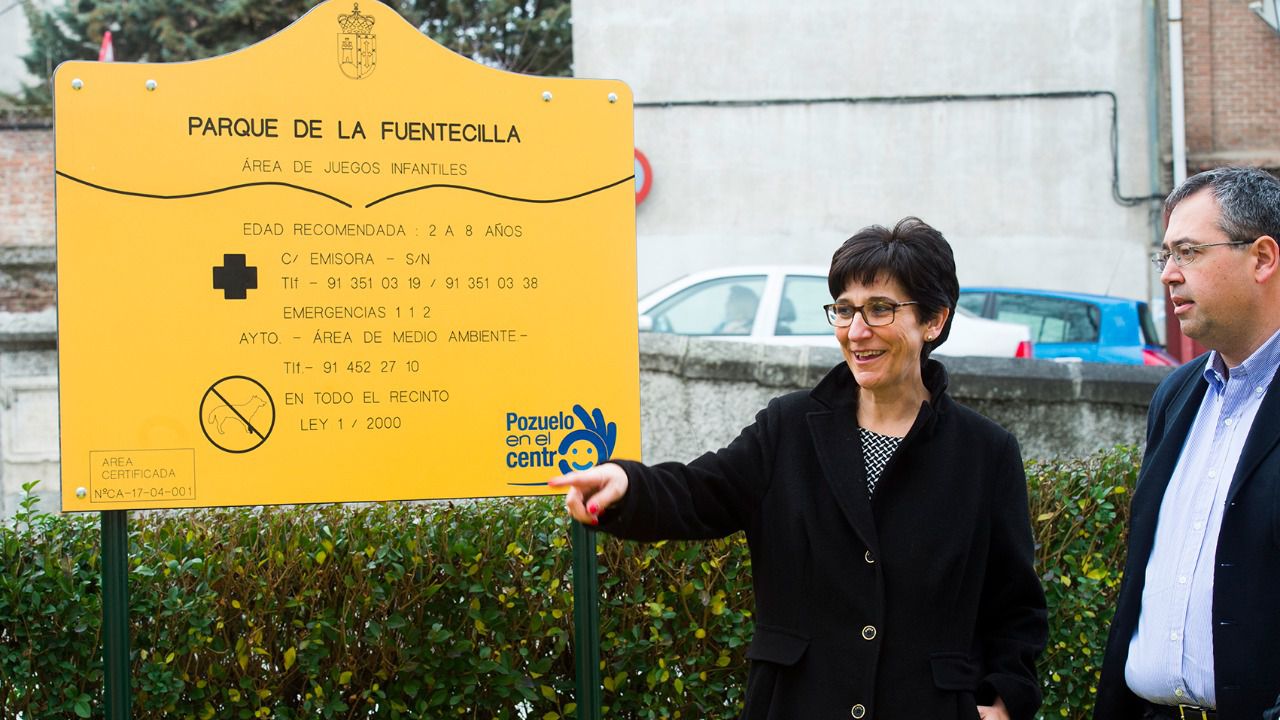 PARQUE DE LA FUENTECILLA
ÁREA DE JUEGOS INFANTILES
EDAD RECOMENDADA : 2 A 8 AÑOS
C/ EMISORA - S/N
Tlf - 91 351 03 19 / 91 351 03 38
EMERGENCIAS 1 1 2
AYTO. - ÁREA DE MEDIO AMBIENTE.-
Tlf.- 91 452 27 10
EN TODO EL RECINTO
LEY 1 / 2000
AREA
CERTIFICADA
NºCA-17-04-001
Pozuelo
en el
centr